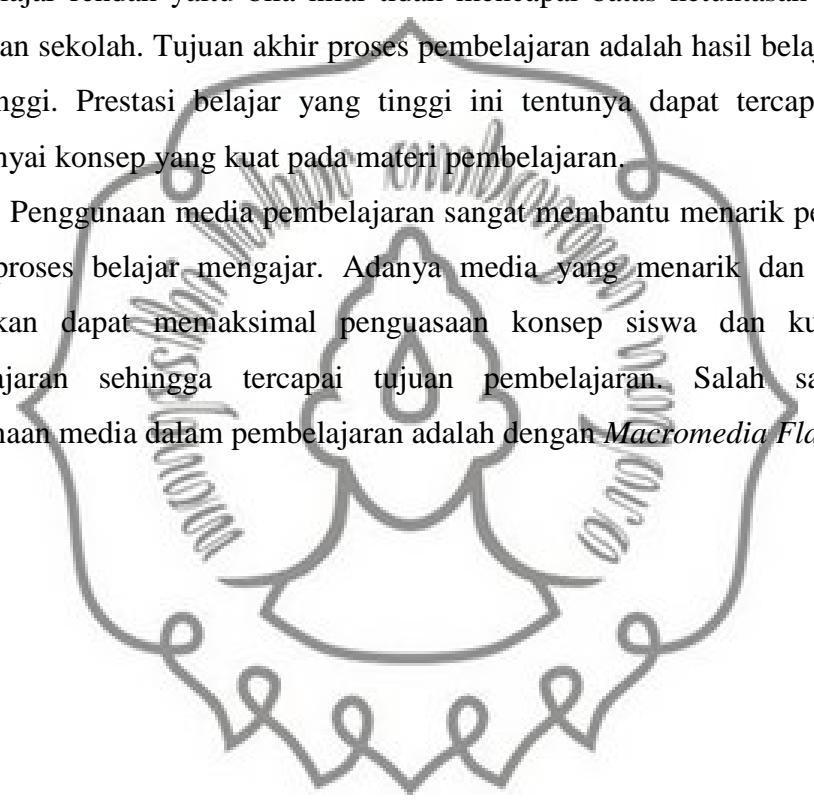 ajar rendah yaitu bila nilai tidak mencapai batas ketuntasan
an sekolah. Tujuan akhir proses pembelajaran adalah hasil belaj
nggi. Prestasi belajar yang tinggi ini tentunya dapat tercap
nyai konsep yang kuat pada materi pembelajaran.
Penggunaan media pembelajaran sangat membantu menarik pe
proses belajar mengajar. Adanya media yang menarik dan
kan dapat memaksimal penguasaan konsep siswa dan ku
ajaran sehingga tercapai tujuan pembelajaran. Salah sa
naan media dalam pembelajaran adalah dengan Macromedia Fla